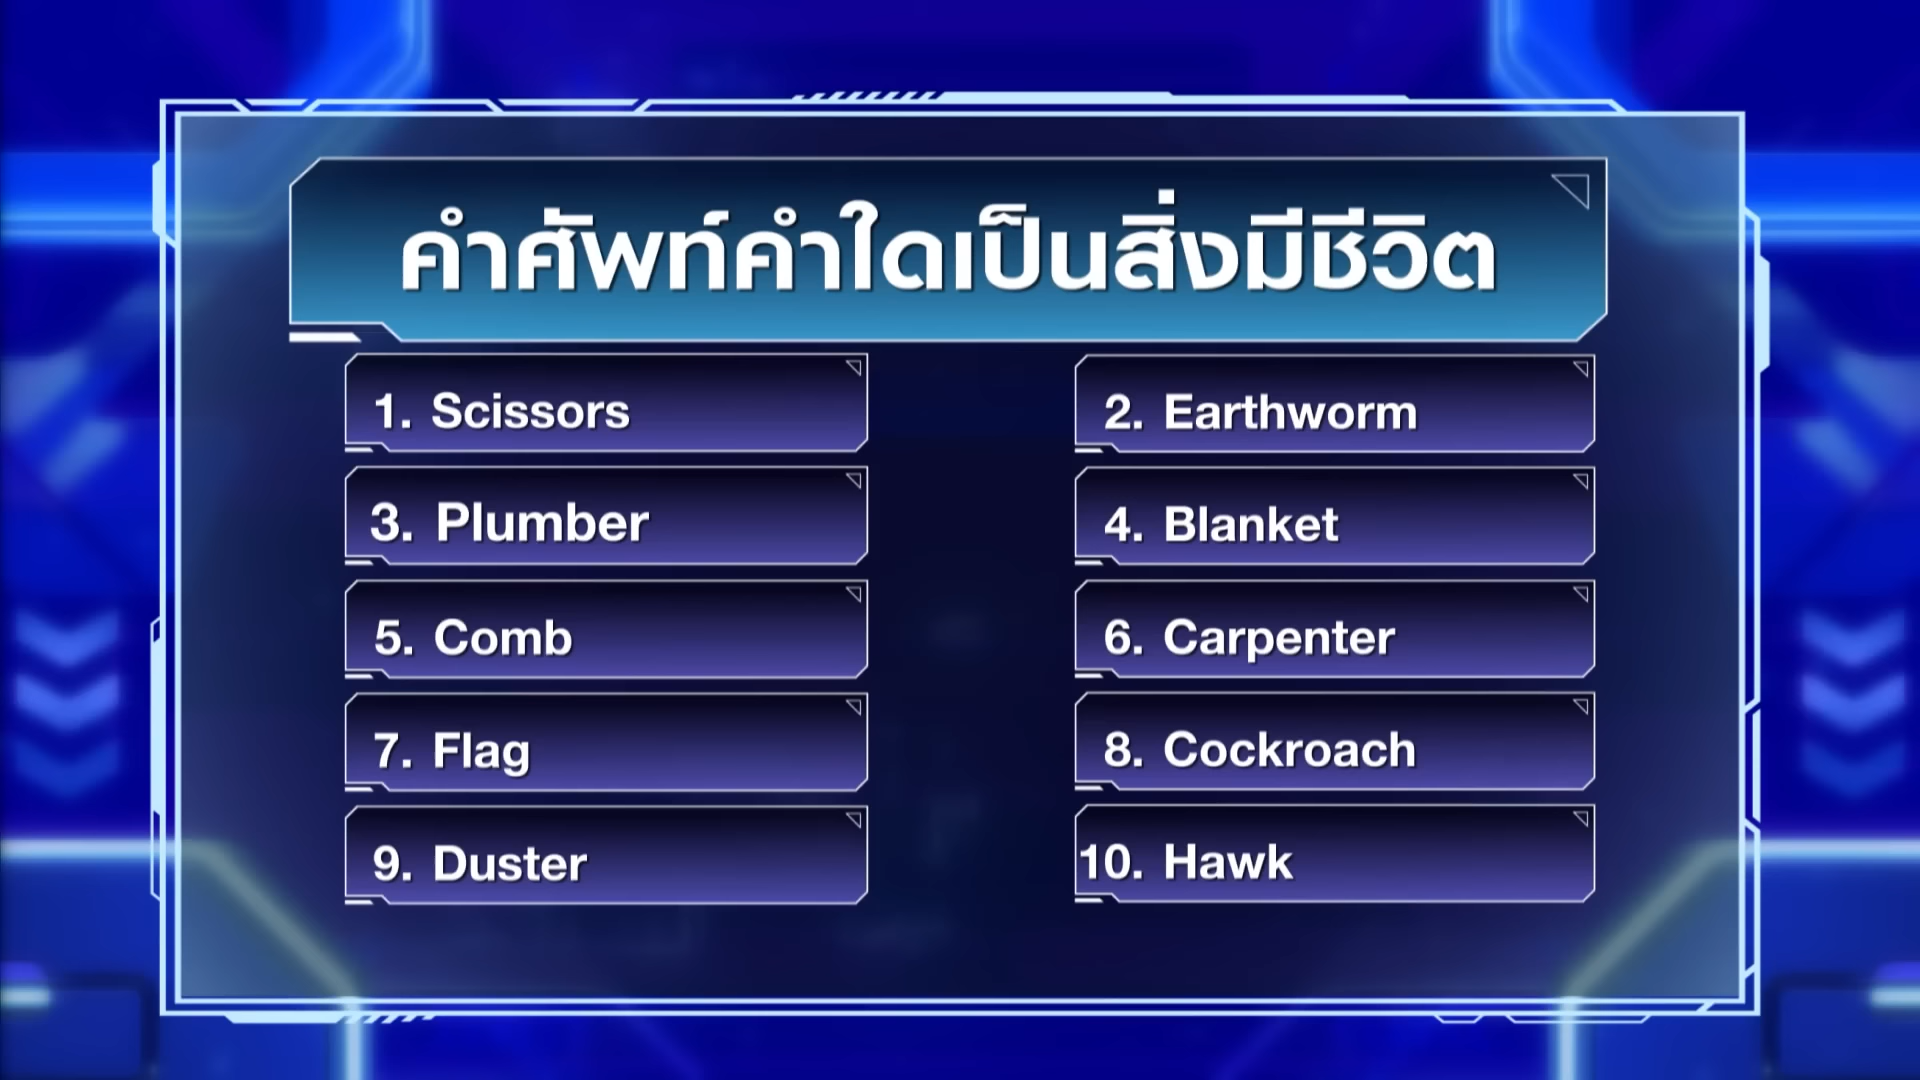 คำศัพท์คำใดเป็นสิ่งมีชีวิต
1. Scissors
2. Earthworm
3. Plumber
4. Blanket
5. Comb
6. Carpenter
7. Flag
8. Cockroach
9. Duster
10. Hawk